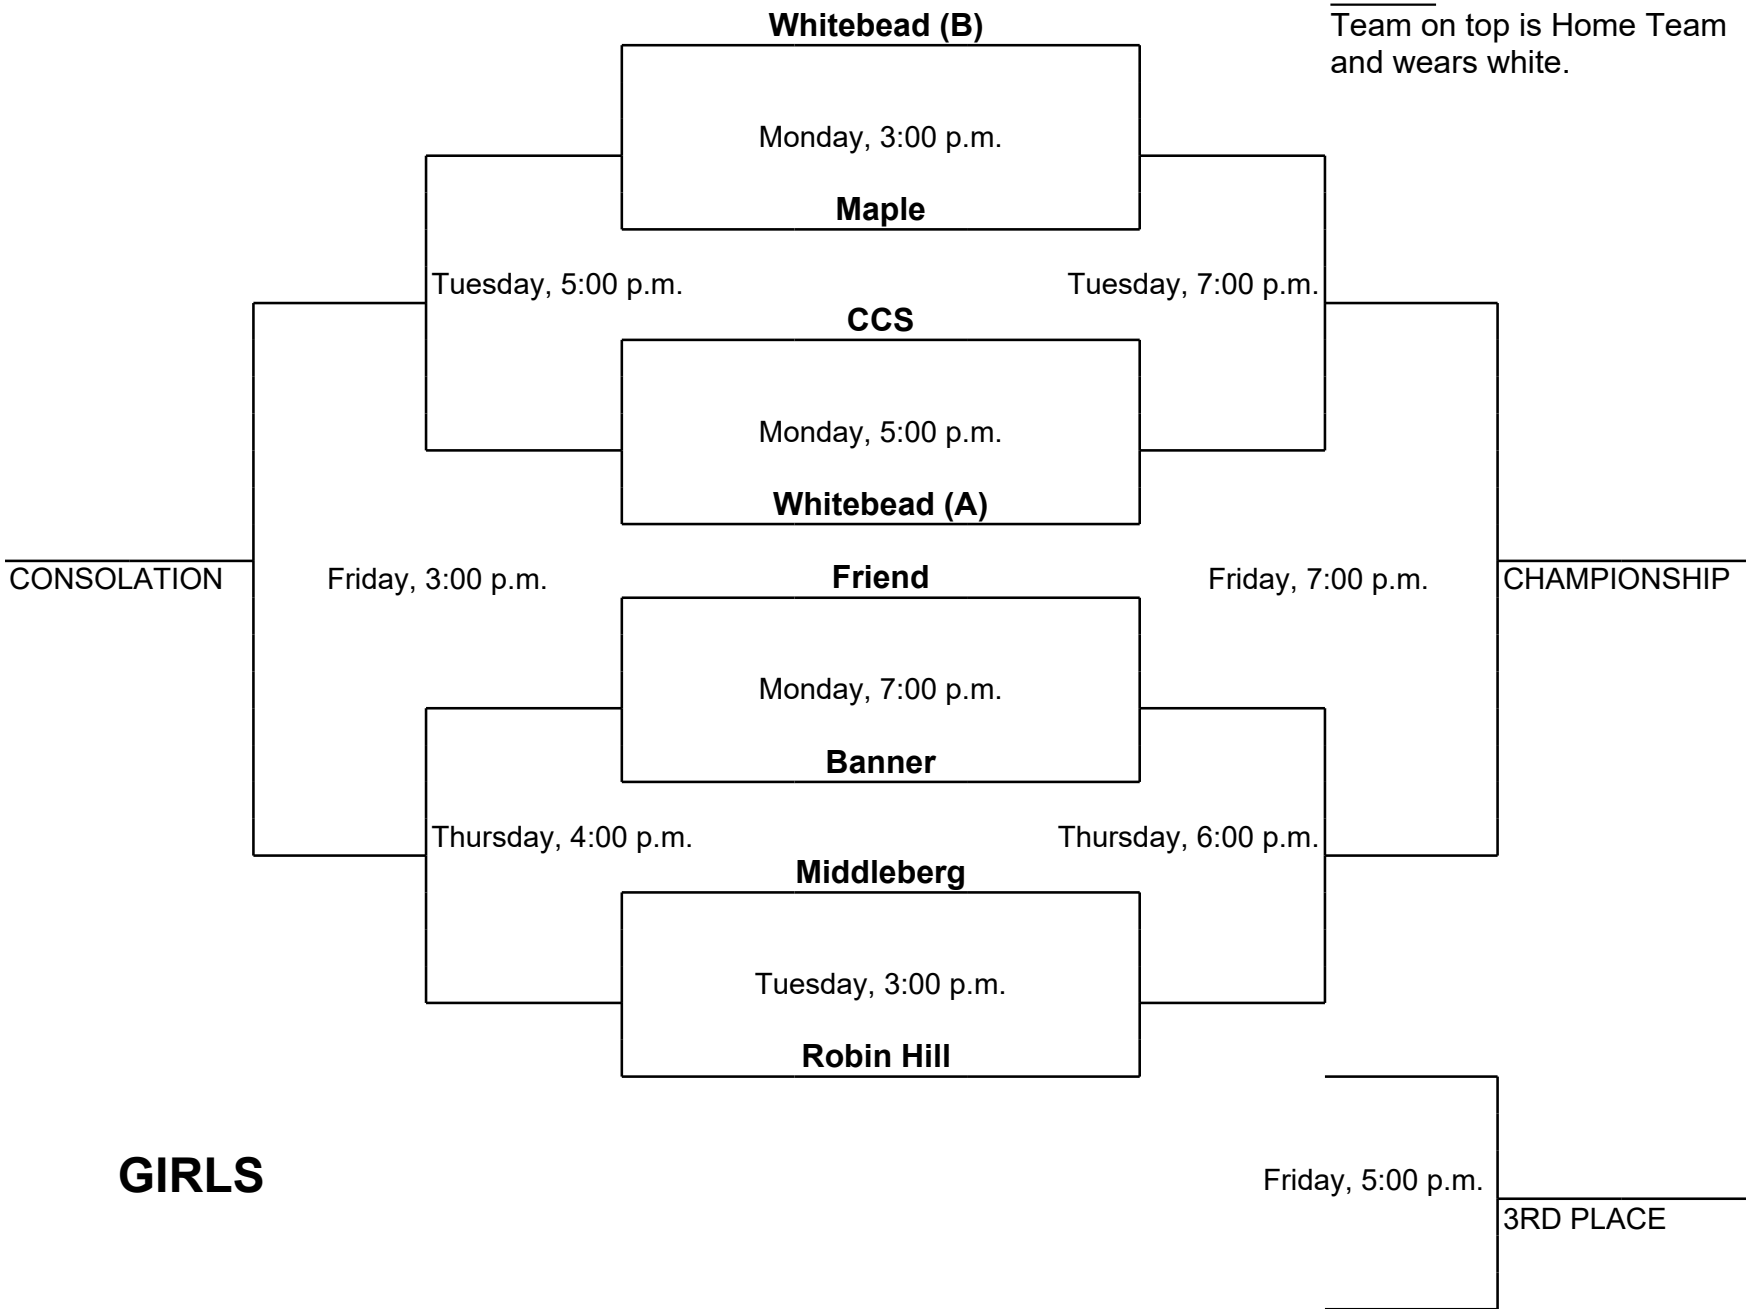 Whitebead (B)
Team on top is Home Team
and wears white.
Monday, 3:00 p.m.
Maple
Tuesday, 5:00 p.m.
Tuesday, 7:00 p.m.
CCS
Monday, 5:00 p.m.
Whitebead (A)
CONSOLATION
Friday, 3:00 p.m.
Friend
Friday, 7:00 p.m.
CHAMPIONSHIP
Monday, 7:00 p.m.
Banner
Thursday, 4:00 p.m.
Thursday, 6:00 p.m.
Middleberg
Tuesday, 3:00 p.m.
Robin Hill
GIRLS
Friday, 5:00 p.m.
3RD PLACE